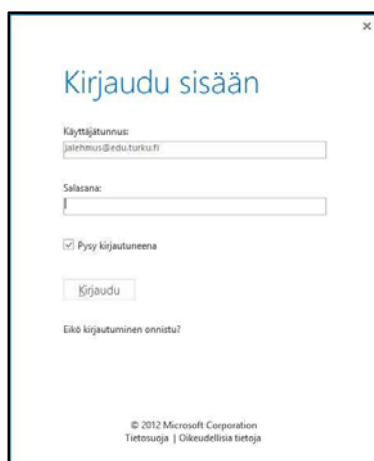 Kirjaudu sisään
Käyttäjätunnus:
jalehmus@edu.turku.fi
Salasana:
Pysy kirjautuneena
Kirjaudu
Eikö kirjautuminen onnistu?
© 2012 Microsoft Corporation
Tietosuoja | Oikeudellisia tietoja